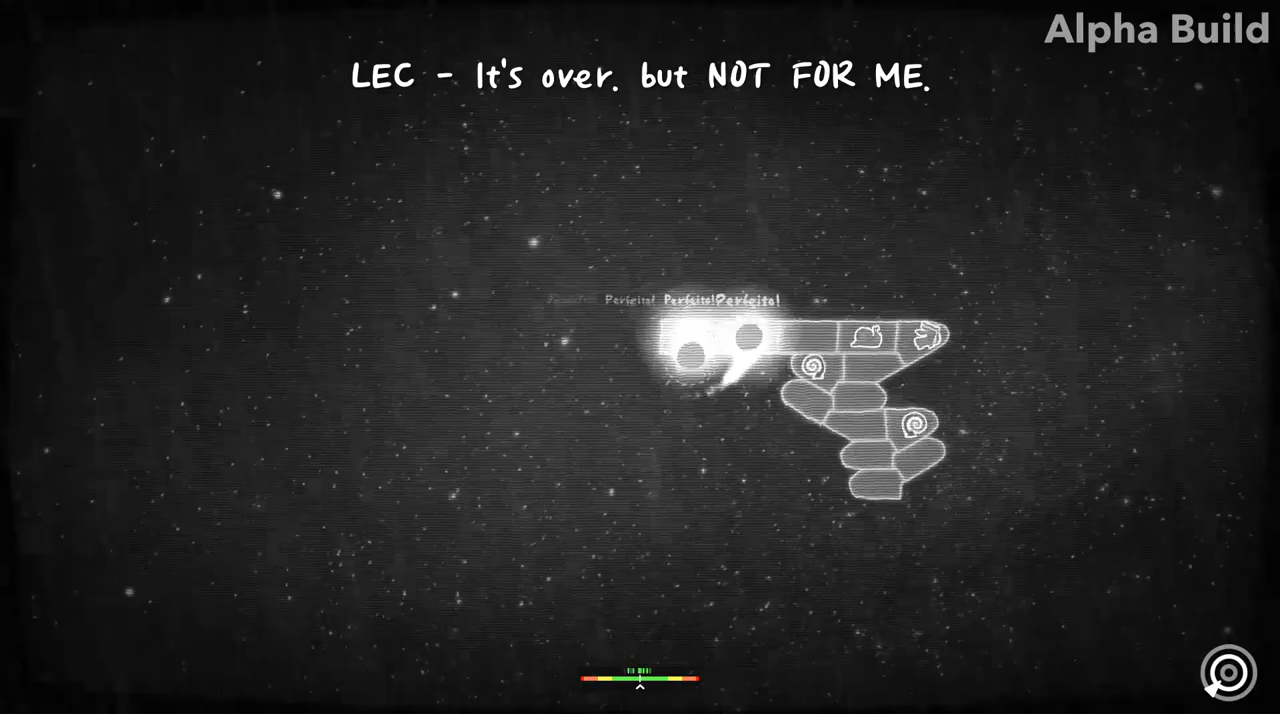 Alpha Build
LEC - It's over. but NOT FOR ME.
Perfeito! Perfeito! Perfeito!